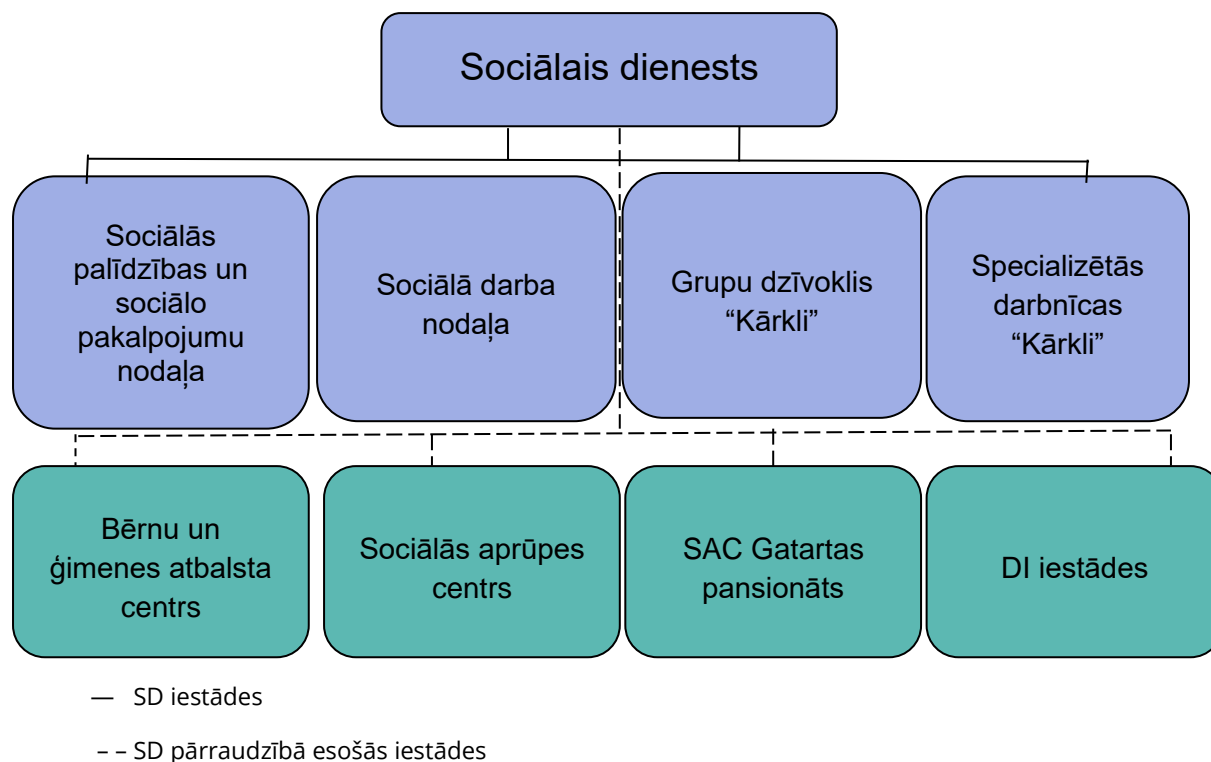 Sociālais dienests
Sociālās
palīdzības un
sociālo
pakalpojumu
nodaļa
Sociālā darba
nodaļa
Grupu dzīvoklis
“Kārkli”
Specializētās
darbnīcas
“Kārkli”
Bērnu un
ģimenes atbalsta
centrs
Sociālās aprūpes
centrs
SAC Gatartas
pansionāts
DI iestādes
— SD iestādes
– – SD pārraudzībā esošās iestādes